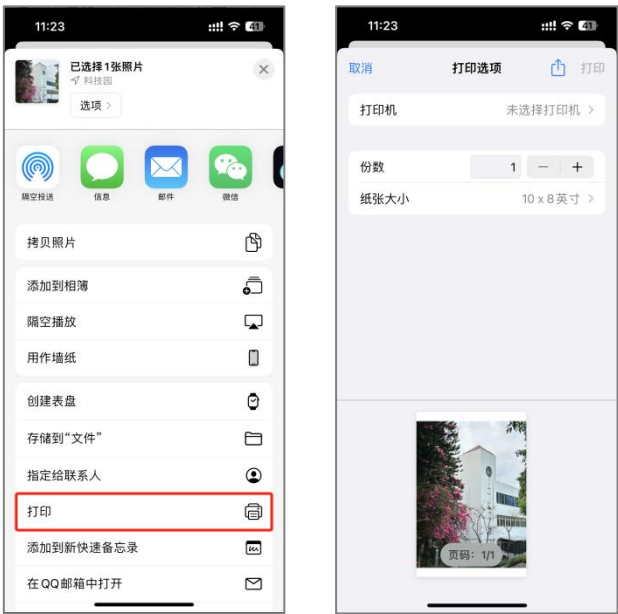 11:23
41
已选择1张照片
科技园
选项
隔空投送
信息
邮件
微信
拷贝照片
添加到相簿
隔空播放
用作墙纸
创建表盘
存储到“文件”
指定给联系人
打印
添加到新快速备忘录
在QQ邮箱中打开
11:23
41
取消
打印选项
打印
打印机
未选择打印机
份数
1
纸张大小
10 x 8 英寸
页码：1/1